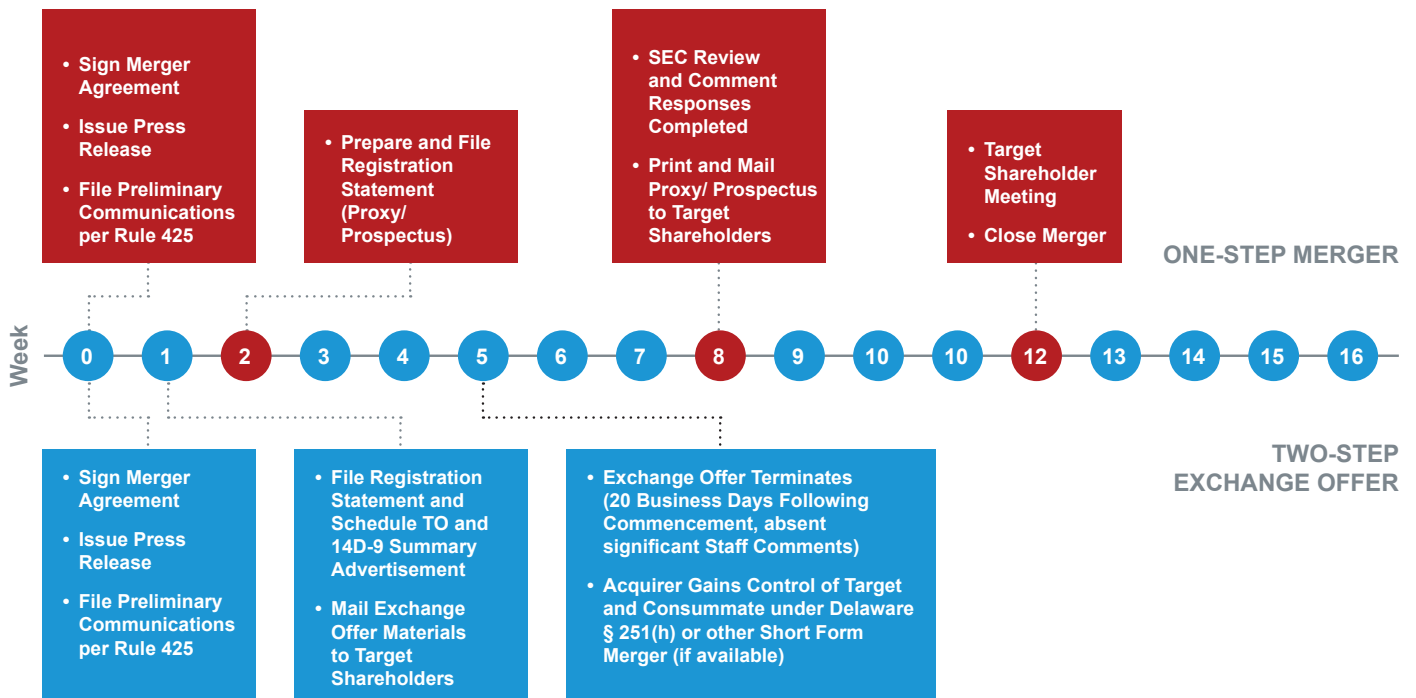 • Sign Merger
Agreement
• Issue Press
Release
• File Preliminary
Communications
per Rule 425
• Prepare and File
Registration
Statement
(Proxy/
Prospectus)
• SEC Review
and Comment
Responses
Completed
• Print and Mail
Proxy/ Prospectus
to Target
Shareholders
• Target
Shareholder
Meeting
• Close Merger
ONE-STEP MERGER
Week
0 1 2 3 4 5 6 7 8 9 10 10 12 13 14 15 16
TWO-STEP
EXCHANGE OFFER
• Sign Merger
Agreement
• Issue Press
Release
• File Preliminary
Communications
per Rule 425
• File Registration
Statement and
Schedule TO and
14D-9 Summary
Advertisement
• Mail Exchange
Offer Materials
to Target
Shareholders
• Exchange Offer Terminates
(20 Business Days Following
Commencement, absent
significant Staff Comments)
• Acquirer Gains Control of Target
and Consummate under Delaware
§ 251(h) or other Short Form
Merger (if available)